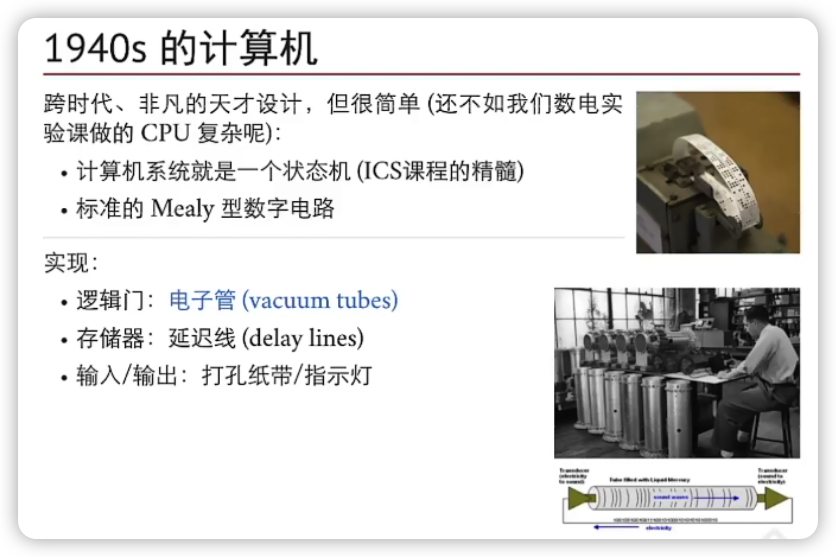 1940s 的计算机
跨时代、非凡的天才设计，但很简单 (还不如我们数电实
验课做的 CPU 复杂呢)：
• 计算机系统就是一个状态机 (ICS课程的精髓)
• 标准的 Mealy 型数字电路
实现：
• 逻辑门：电子管 (vacuum tubes)
• 存储器：延迟线 (delay lines)
• 输入/输出：打孔纸带/指示灯
Transducer
(electricity
to sound)
Tube filled with Liquid Mercury
Transducer
(sound to
electricity)
sound waves
electricity